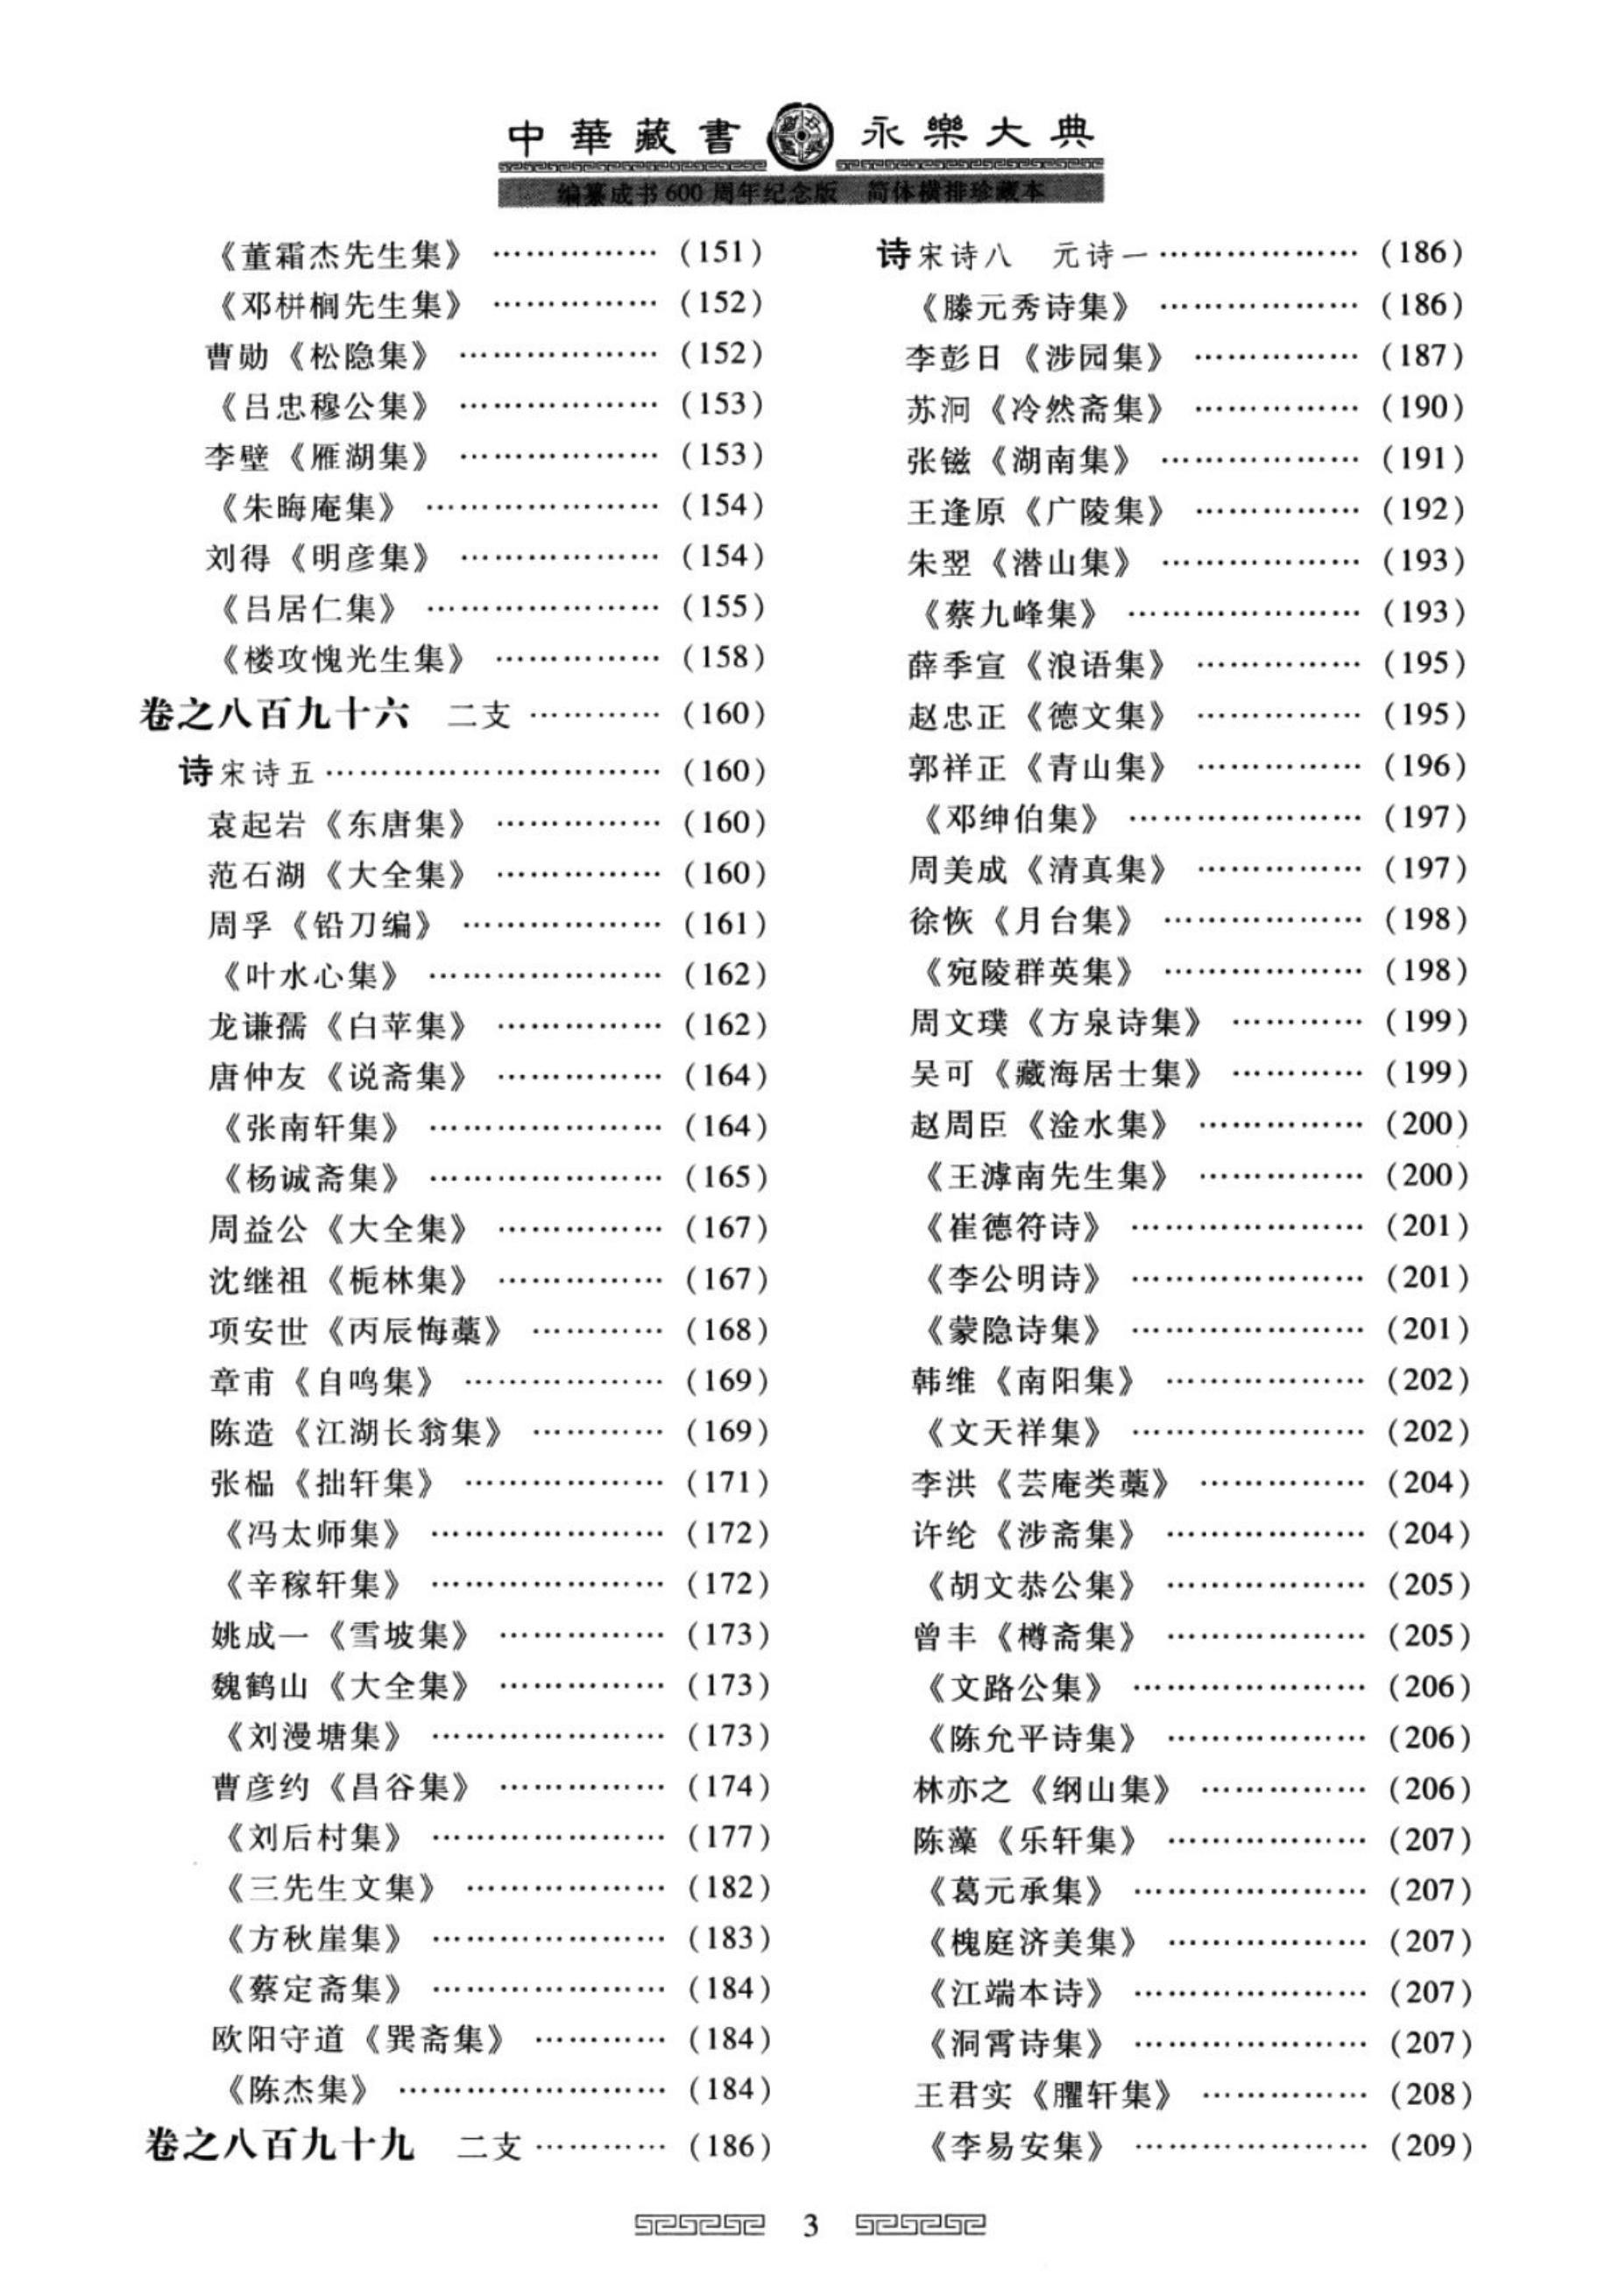 中華藏書 永樂大典
编纂成书600周年纪念版 简体横排珍藏本
《董霜杰先生集》 …………… (151)
《邓栟榈先生集》 …………… (152)
曹勋《松隐集》 ……………… (152)
《吕忠穆公集》 ……………… (153)
李壁《雁湖集》 ……………… (153)
《朱晦庵集》 ………………… (154)
刘得《明彦集》 ……………… (154)
《吕居仁集》 ………………… (155)
《楼攻愧光生集》 …………… (158)
卷之八百九十六 二支 ………… (160)
诗宋诗五 ………………………… (160)
袁起岩《东唐集》 …………… (160)
范石湖《大全集》 …………… (160)
周孚《铅刀编》 ……………… (161)
《叶水心集》 ………………… (162)
龙谦孺《白苹集》 …………… (162)
唐仲友《说斋集》 …………… (164)
《张南轩集》 ………………… (164)
《杨诚斋集》 ………………… (165)
周益公《大全集》 …………… (167)
沈继祖《栀林集》 …………… (167)
项安世《丙辰悔藁》 ………… (168)
章甫《自鸣集》 ……………… (169)
陈造《江湖长翁集》 ………… (169)
张榀《拙轩集》 ……………… (171)
《冯太师集》 ………………… (172)
《辛稼轩集》 ………………… (172)
姚成一《雪坡集》 …………… (173)
魏鹤山《大全集》 …………… (173)
《刘漫塘集》 ………………… (173)
曹彦约《昌谷集》 …………… (174)
《刘后村集》 ………………… (177)
《三先生文集》 ……………… (182)
《方秋崖集》 ………………… (183)
《蔡定斋集》 ………………… (184)
欧阳守道《巽斋集》 ………… (184)
《陈杰集》 …………………… (184)
卷之八百九十九 二支 ………… (186)
诗宋诗八 元诗一 ……………… (186)
《滕元秀诗集》 ……………… (186)
李彭日《涉园集》 …………… (187)
苏泂《冷然斋集》 …………… (190)
张镃《湖南集》 ……………… (191)
王逢原《广陵集》 …………… (192)
朱翌《潜山集》 ……………… (193)
《蔡九峰集》 ………………… (193)
薛季宣《浪语集》 …………… (195)
赵忠正《德文集》 …………… (195)
郭祥正《青山集》 …………… (196)
《邓绅伯集》 ………………… (197)
周美成《清真集》 …………… (197)
徐恢《月台集》 ……………… (198)
《宛陵群英集》 ……………… (198)
周文璞《方泉诗集》 ………… (199)
吴可《藏海居士集》 ………… (199)
赵周臣《淦水集》 …………… (200)
《王滹南先生集》 …………… (200)
《崔德符诗》 ………………… (201)
《李公明诗》 ………………… (201)
《蒙隐诗集》 ………………… (201)
韩维《南阳集》 ……………… (202)
《文天祥集》 ………………… (202)
李洪《芸庵类藁》 …………… (204)
许纶《涉斋集》 ……………… (204)
《胡文恭公集》 ……………… (205)
曾丰《樽斋集》 ……………… (205)
《文路公集》 ………………… (206)
《陈允平诗集》 ……………… (206)
林亦之《纲山集》 …………… (206)
陈藻《乐轩集》 ……………… (207)
《葛元承集》 ………………… (207)
《槐庭济美集》 ……………… (207)
《江端本诗》 ………………… (207)
《洞霄诗集》 ………………… (207)
王君实《臞轩集》 …………… (208)
《李易安集》 ………………… (209)
3